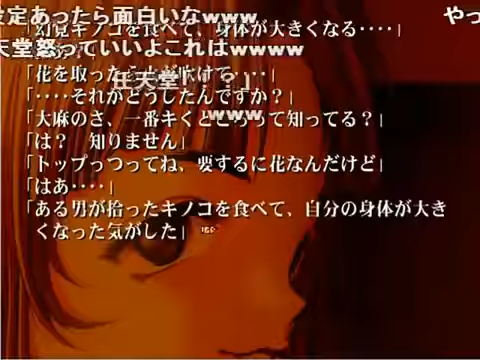 設定あったら面白いなwww
やっ
「幻覚キノコを食べて、身体が大きくなる‥‥」
天堂怒っていいよこれはwwww
「花を取ったら
任天堂「！？」
「‥‥それがどうしたんですか？」
www
「大麻のさ、一番キくところって知ってる？」
「は？　知りません」
「トップっつってね、要するに花なんだけど」
「はあ‥‥」
「ある男が拾ったキノコを食べて、自分の身体が大き
くなった気がした」